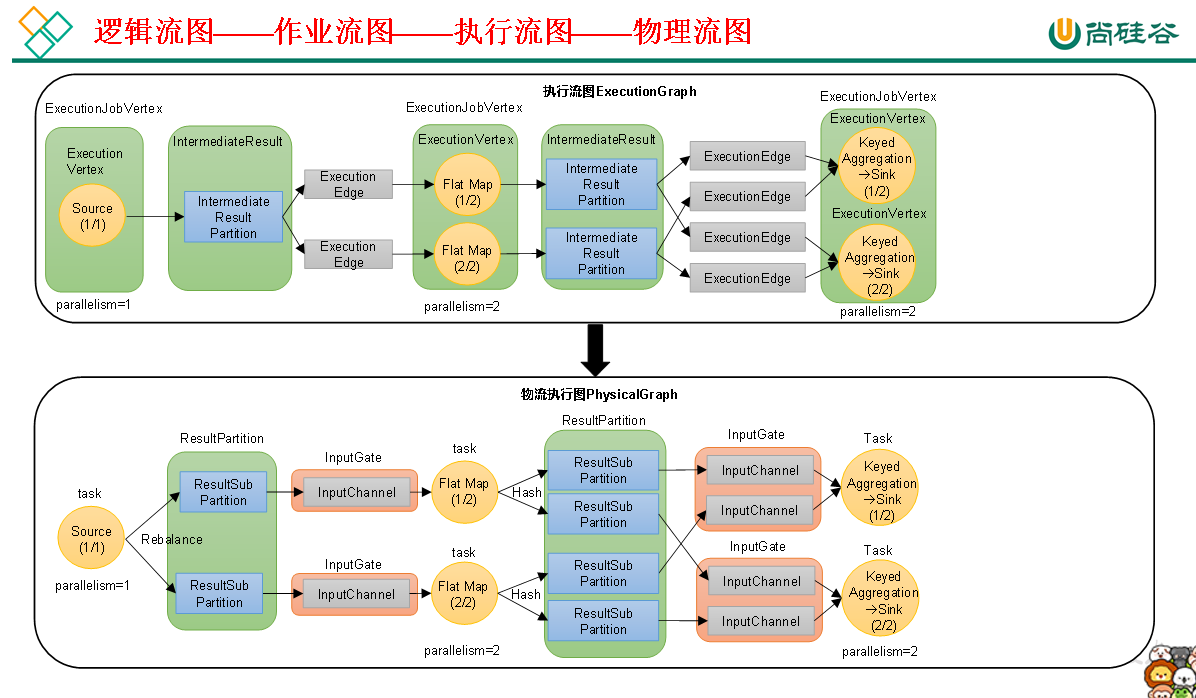 逻辑流图——作业流图——执行流图——物理流图
尚硅谷
执行流图ExecutionGraph
ExecutionJobVertex
Execution
Vertex
Source
(1/1)
parallelism=1
IntermediateResult
Intermediate
Result
Partition
Execution
Edge
Execution
Edge
ExecutionJobVertex
ExecutionVertex
Flat Map
(1/2)
Flat Map
(2/2)
parallelism=2
IntermediateResult
Intermediate
Result
Partition
Intermediate
Result
Partition
ExecutionEdge
ExecutionEdge
ExecutionEdge
ExecutionEdge
ExecutionJobVertex
ExecutionVertex
Keyed
Aggregation
→Sink
(1/2)
ExecutionVertex
Keyed
Aggregation
→Sink
(2/2)
parallelism=2
物流执行图PhysicalGraph
task
Source
(1/1)
parallelism=1
Rebalance
ResultPartition
ResultSub
Partition
ResultSub
Partition
InputGate
InputChannel
InputGate
InputChannel
task
Flat Map
(1/2)
task
Flat Map
(2/2)
parallelism=2
Hash
Hash
ResultPartition
ResultSub
Partition
ResultSub
Partition
ResultSub
Partition
ResultSub
Partition
InputGate
InputChannel
InputChannel
InputGate
InputChannel
InputChannel
Task
Keyed
Aggregation
→Sink
(1/2)
Task
Keyed
Aggregation
→Sink
(2/2)
parallelism=2